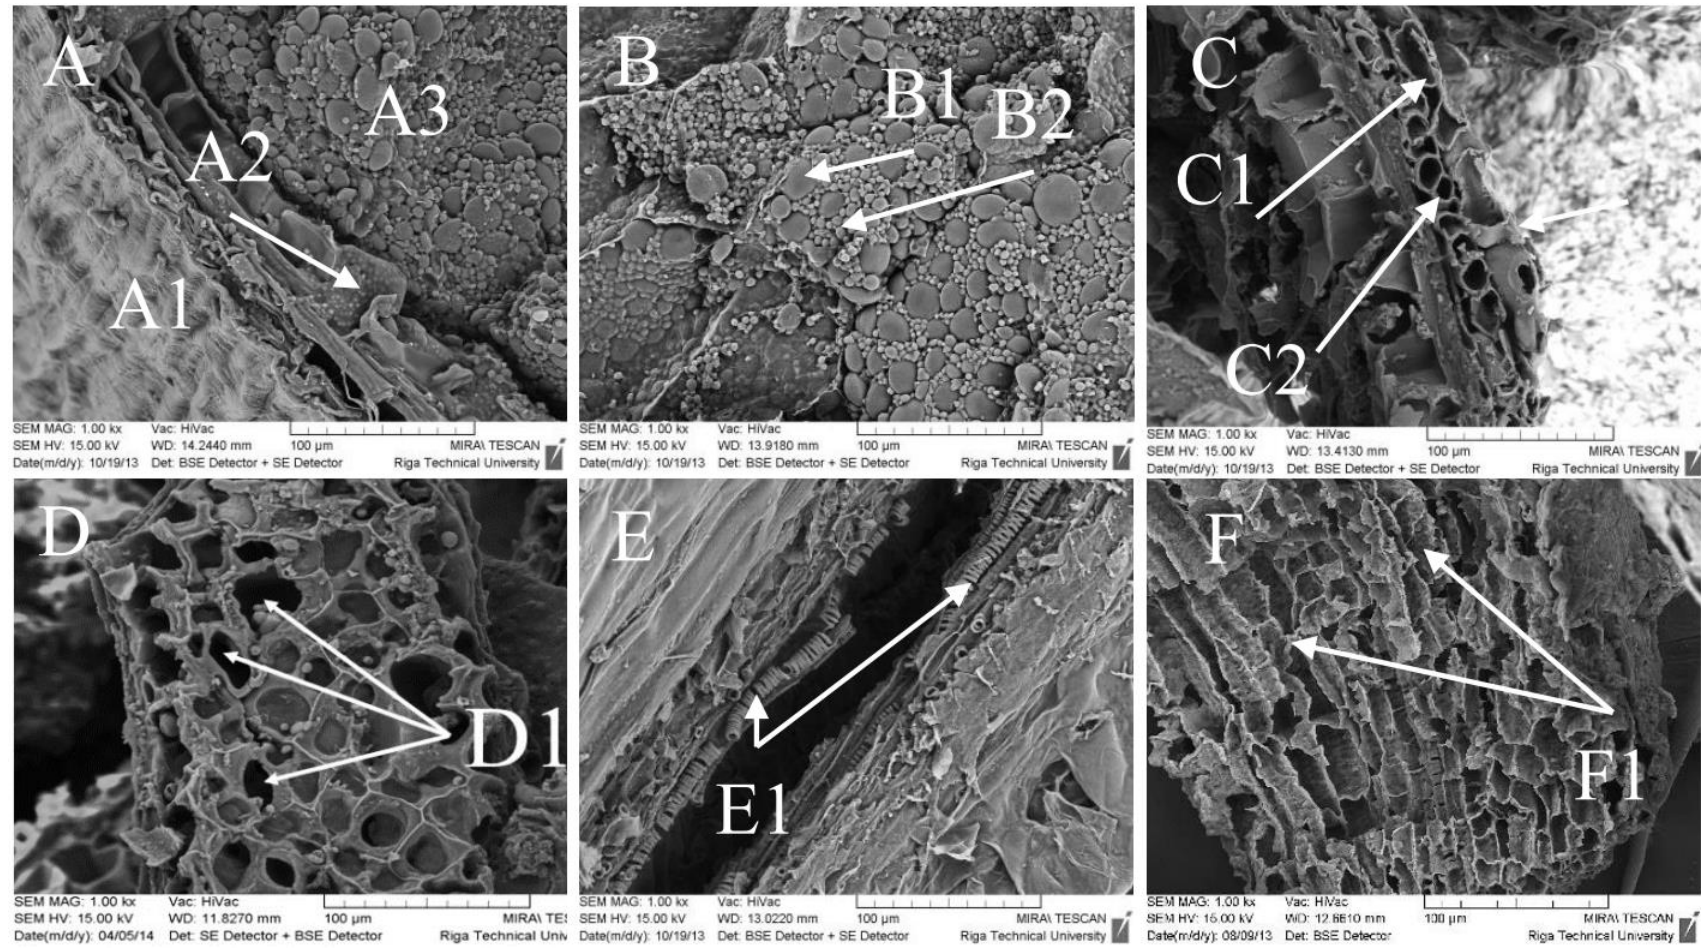 A
A3
A2
A1
SEM MAG: 1.00 kx Vac: HiVac
SEM HV: 15.00 kV WD: 14.2440 mm 100 µm MIRA\ TESCAN
Date(m/d/y): 10/19/13 Det: BSE Detector + SE Detector Riga Technical University
B
B1
B2
SEM MAG: 1.00 kx Vac: HiVac
SEM HV: 15.00 kV WD: 13.9180 mm 100 µm MIRA\ TESCAN
Date(m/d/y): 10/19/13 Det: BSE Detector + SE Detector Riga Technical University
C
C1
C2
SEM MAG: 1.00 kx Vac: HiVac
SEM HV: 15.00 kV WD: 13.4130 mm 100 µm MIRA\ TESCAN
Date(m/d/y): 10/19/13 Det: BSE Detector + SE Detector Riga Technical University
D
D1
SEM MAG: 1.00 kx Vac: HiVac
SEM HV: 15.00 kV WD: 11.8270 mm 100 µm MIRA\ TES
Date(m/d/y): 04/05/14 Det: SE Detector + BSE Detector Riga Technical Univ
E
E1
SEM MAG: 1.00 kx Vac: HiVac
SEM HV: 15.00 kV WD: 13.0220 mm 100 µm MIRA\ TESCAN
Date(m/d/y): 10/19/13 Det: BSE Detector + SE Detector Riga Technical University
F
F1
SEM MAG: 1.00 kx Vac: HiVac
SEM HV: 15.00 kV WD: 12.6610 mm 100 µm MIRA\ TESCAN
Date(m/d/y): 08/09/13 Det: BSE Detector Riga Technical University